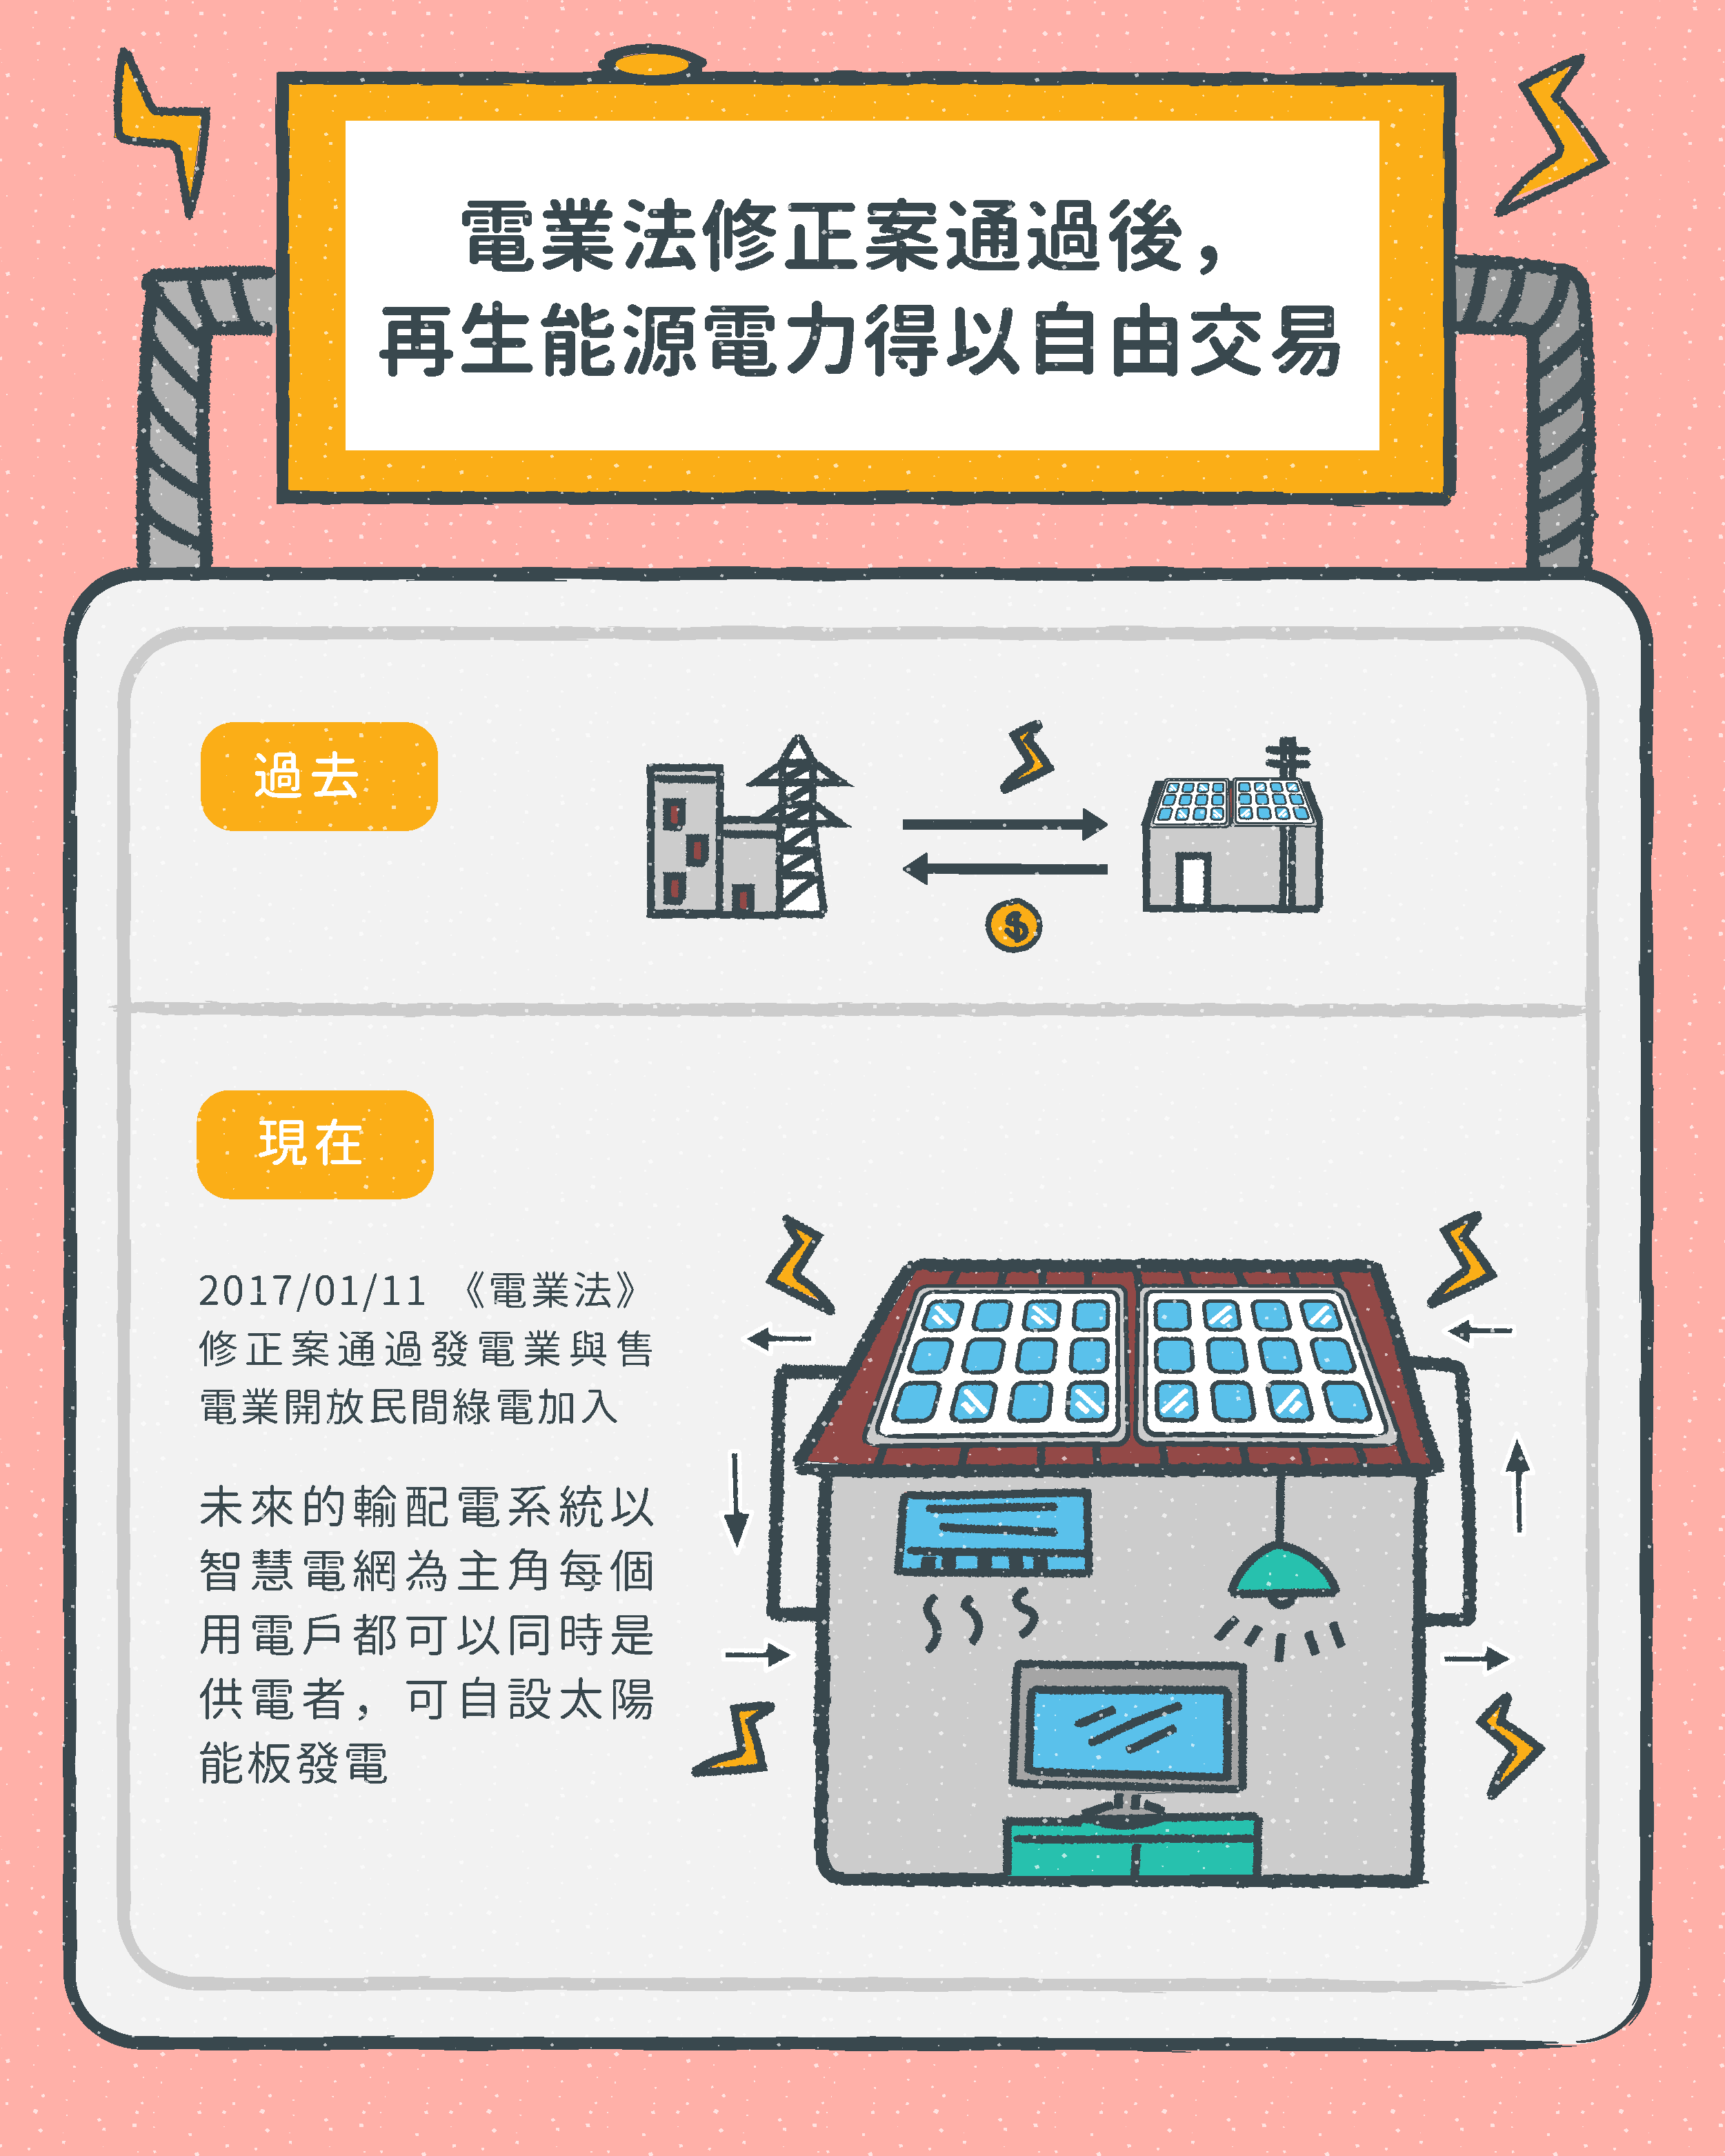 電業法修正案通過後，
再生能源電力得以自由交易
過去
$
現在
2017/01/11 《電業法》
修正案通過發電業與售
電業開放民間綠電加入
未來的輸配電系統以
智慧電網為主角每個
用電戶都可以同時是
供電者，可自設太陽
能板發電